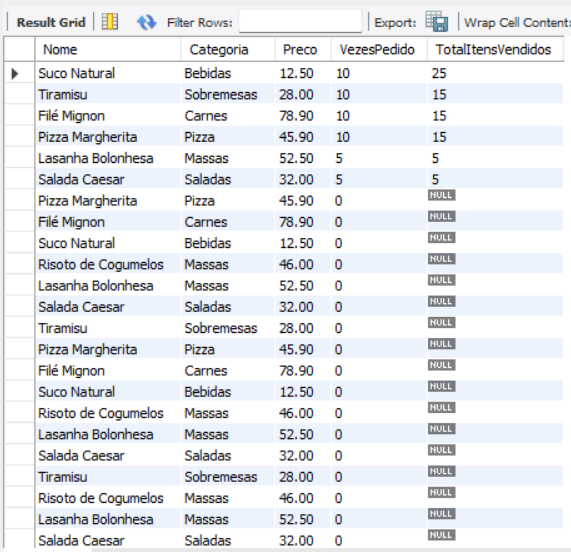 Result Grid Filter Rows: Export: Wrap Cell Content:
Nome Categoria Preco VezesPedido TotalItensVendidos
Suco Natural Bebidas 12.50 10 25
Tiramisu Sobremesas 28.00 10 15
Filé Mignon Carnes 78.90 10 15
Pizza Margherita Pizza 45.90 10 15
Lasanha Bolonhesa Massas 52.50 5 5
Salada Caesar Saladas 32.00 5 5
Pizza Margherita Pizza 45.90 0 NULL
Filé Mignon Carnes 78.90 0 NULL
Suco Natural Bebidas 12.50 0 NULL
Risoto de Cogumelos Massas 46.00 0 NULL
Lasanha Bolonhesa Massas 52.50 0 NULL
Salada Caesar Saladas 32.00 0 NULL
Tiramisu Sobremesas 28.00 0 NULL
Pizza Margherita Pizza 45.90 0 NULL
Filé Mignon Carnes 78.90 0 NULL
Suco Natural Bebidas 12.50 0 NULL
Risoto de Cogumelos Massas 46.00 0 NULL
Lasanha Bolonhesa Massas 52.50 0 NULL
Salada Caesar Saladas 32.00 0 NULL
Tiramisu Sobremesas 28.00 0 NULL
Risoto de Cogumelos Massas 46.00 0 NULL
Lasanha Bolonhesa Massas 52.50 0 NULL
Salada Caesar Saladas 32.00 0 NULL